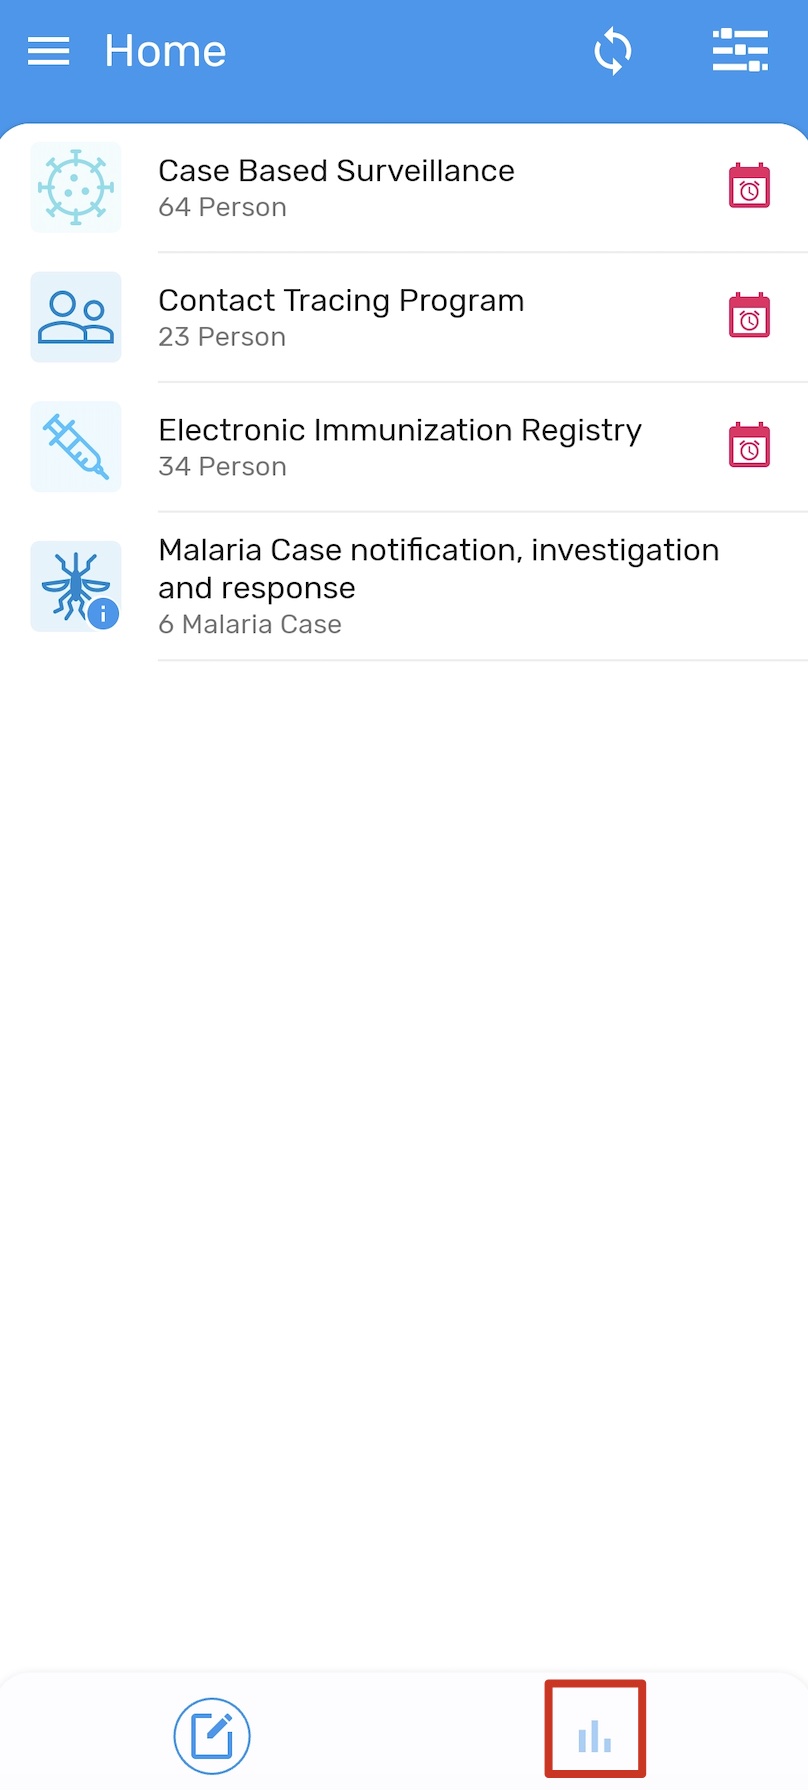 Home
Case Based Surveillance
64 Person
Contact Tracing Program
23 Person
Electronic Immunization Registry
34 Person
Malaria Case notification, investigation
and response
6 Malaria Case